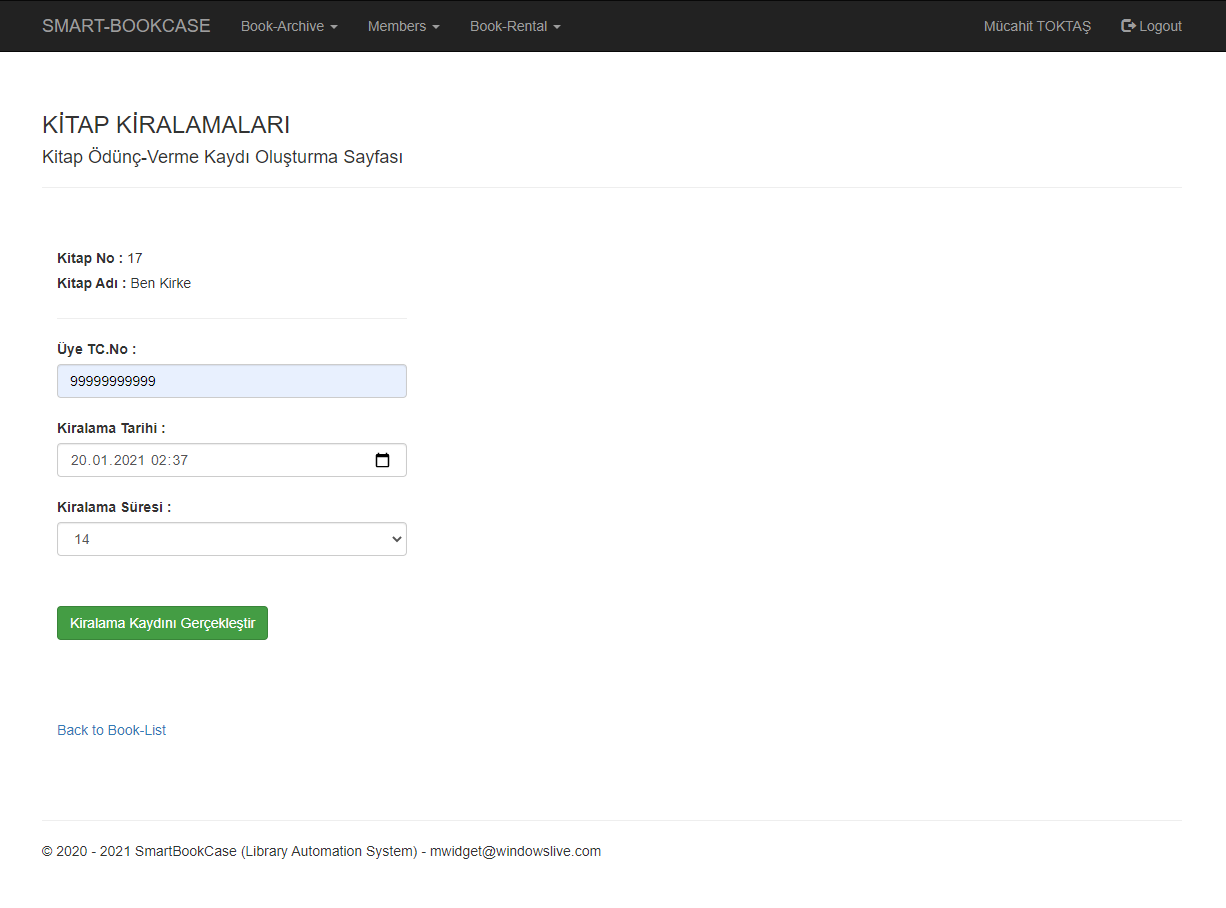 SMART-BOOKCASE Book-Archive Members Book-Rental Mücahit TOKTAŞ Logout
KİTAP KİRALAMALARI
Kitap Ödünç-Verme Kaydı Oluşturma Sayfası
Kitap No : 17
Kitap Adı : Ben Kirke
Üye TC.No :
99999999999
Kiralama Tarihi :
20.01.2021 02:37
Kiralama Süresi :
14
Kiralama Kaydını Gerçekleştir
Back to Book-List
© 2020 - 2021 SmartBookCase (Library Automation System) - mwidget@windowslive.com